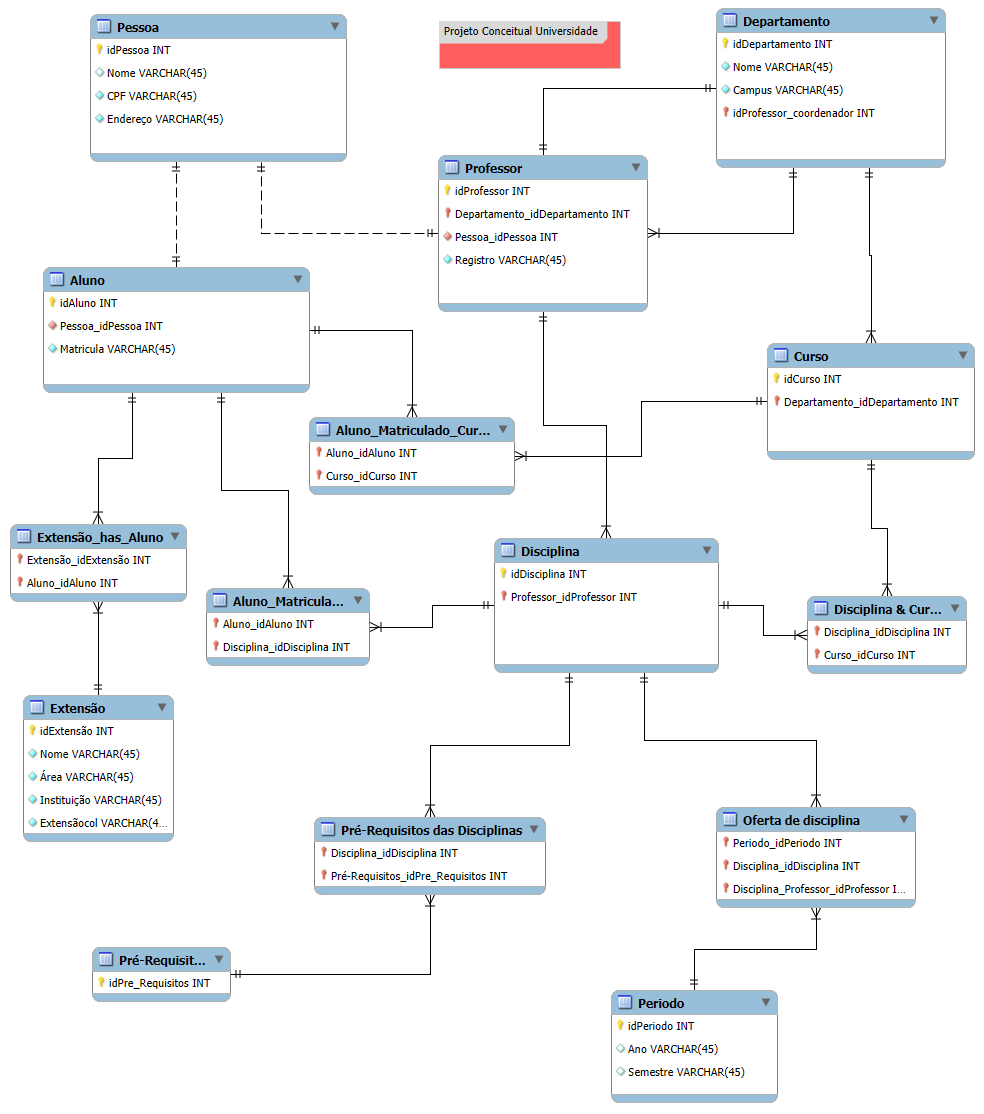 Projeto Conceitual Universidade
Pessoa
idPessoa INT
Nome VARCHAR(45)
CPF VARCHAR(45)
Endereço VARCHAR(45)
Departamento
idDepartamento INT
Nome VARCHAR(45)
Campus VARCHAR(45)
idProfessor_coordenador INT
Professor
idProfessor INT
Departamento_idDepartamento INT
Pessoa_idPessoa INT
Registro VARCHAR(45)
Aluno
idAluno INT
Pessoa_idPessoa INT
Matricula VARCHAR(45)
Curso
idCurso INT
Departamento_idDepartamento INT
Aluno_Matriculado_Cur...
Aluno_idAluno INT
Curso_idCurso INT
Extensão_has_Aluno
Extensão_idExtensão INT
Aluno_idAluno INT
Disciplina
idDisciplina INT
Professor_idProfessor INT
Aluno_Matricula...
Aluno_idAluno INT
Disciplina_idDisciplina INT
Disciplina & Cur...
Disciplina_idDisciplina INT
Curso_idCurso INT
Extensão
idExtensão INT
Nome VARCHAR(45)
Área VARCHAR(45)
Instituição VARCHAR(45)
Extensãocol VARCHAR(4...
Pré-Requisitos das Disciplinas
Disciplina_idDisciplina INT
Pré-Requisitos_idPre_Requisitos INT
Oferta de disciplina
Periodo_idPeriodo INT
Disciplina_idDisciplina INT
Disciplina_Professor_idProfessor I...
Pré-Requisit...
idPre_Requisitos INT
Periodo
idPeriodo INT
Ano VARCHAR(45)
Semestre VARCHAR(45)